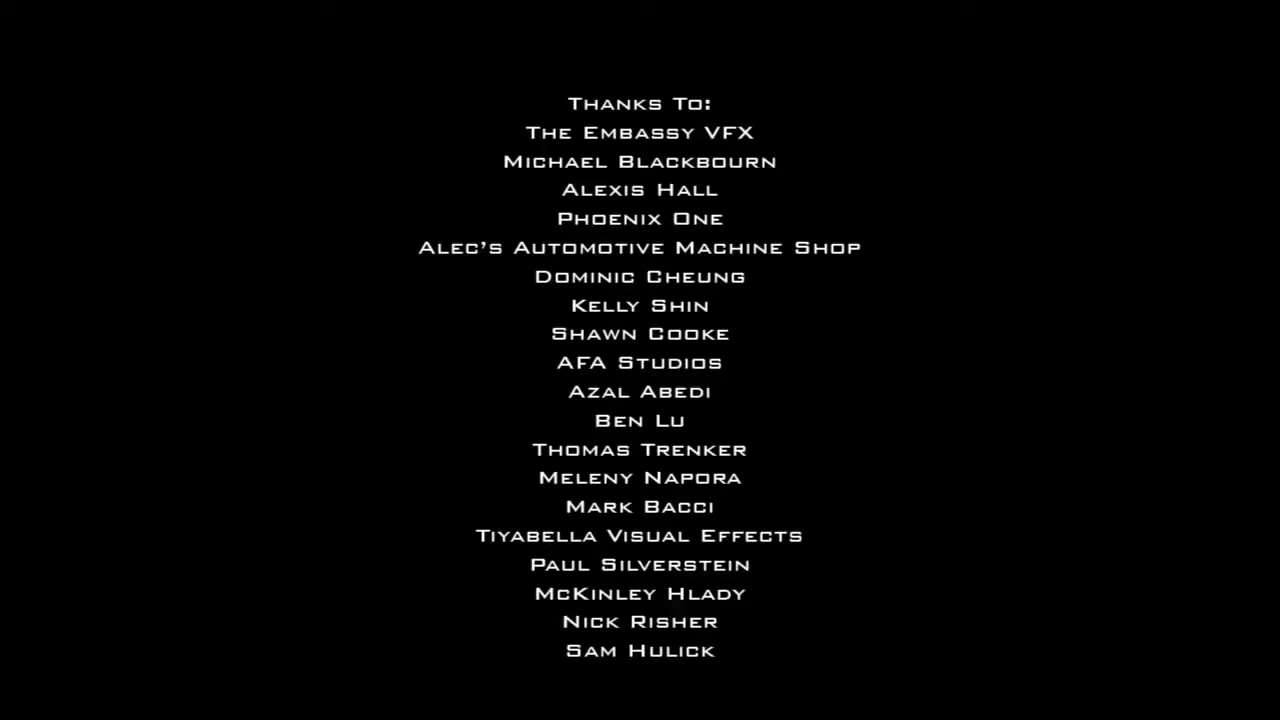 Thanks To:
The Embassy VFX
Michael Blackbourn
Alexis Hall
Phoenix One
Alec's Automotive Machine Shop
Dominic Cheung
Kelly Shin
Shawn Cooke
AFA Studios
Azal Abedi
Ben Lu
Thomas Trenker
Meleny Napora
Mark Bacci
Tiyabella Visual Effects
Paul Silverstein
McKinley Hlady
Nick Risher
Sam Hulick